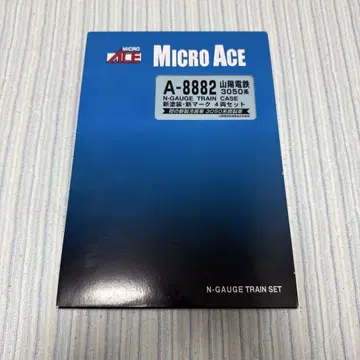 MICRO
ACE
MICRO ACE
A-8882 山陽電鉄
3050系
N-GAUGE TRAIN CASE
新塗装・新マーク 4両セット
N-GAUGE TRAIN SET